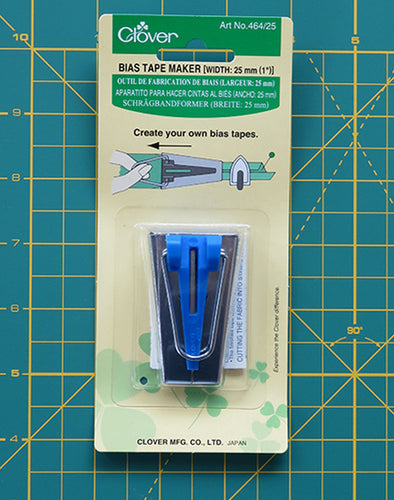 Art No.464/25
Clover
BIAS TAPE MAKER [WIDTH: 25 mm (1")]
OUTIL DE FABRICATION DE BIAIS (LARGEUR: 25 mm)
APARATITO PARA HACER CINTAS AL BIÉS (ANCHO: 25 mm)
SCHRÄGBANDFORMER (BREITE: 25 mm)
Create your own bias tapes.
CUTTING THE FABRIC INTO
Experience the Clover difference.
CLOVER MFG. CO., LTD. JAPAN
10
9
8
7
6
5
4
90°